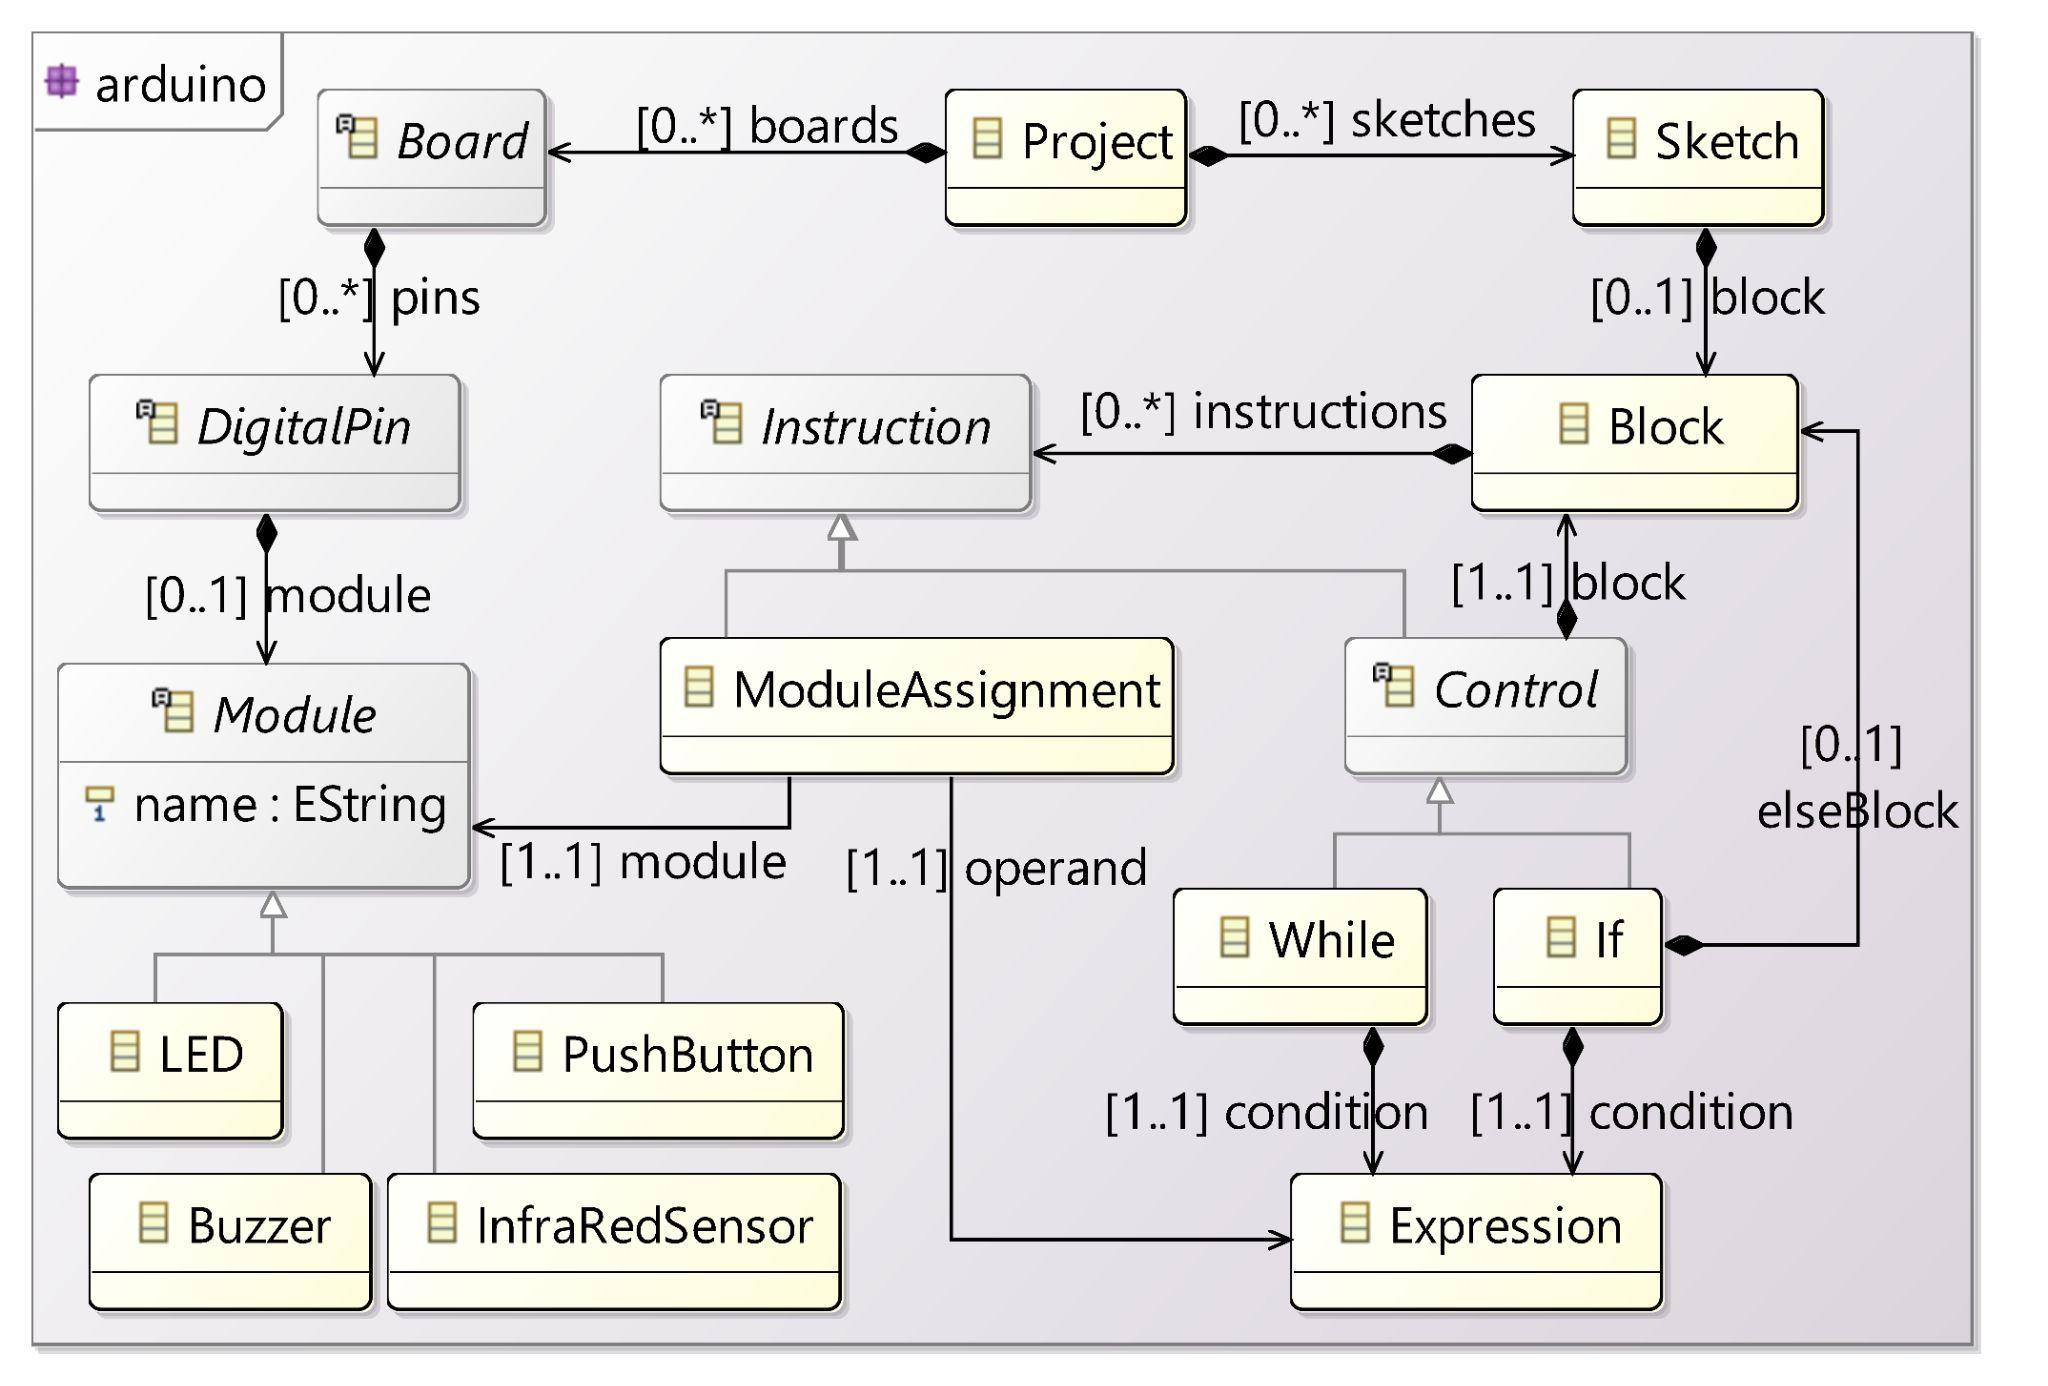 arduino
Board
[0..*] boards
Project
[0..*] sketches
Sketch
[0..*] pins
[0..1] block
DigitalPin
Instruction
[0..*] instructions
Block
[0..1] module
[1..1] block
Module
name : EString
ModuleAssignment
Control
[0..1]
elseBlock
[1..1] module
[1..1] operand
While
If
LED
PushButton
[1..1] condition
[1..1] condition
Buzzer
InfraRedSensor
Expression